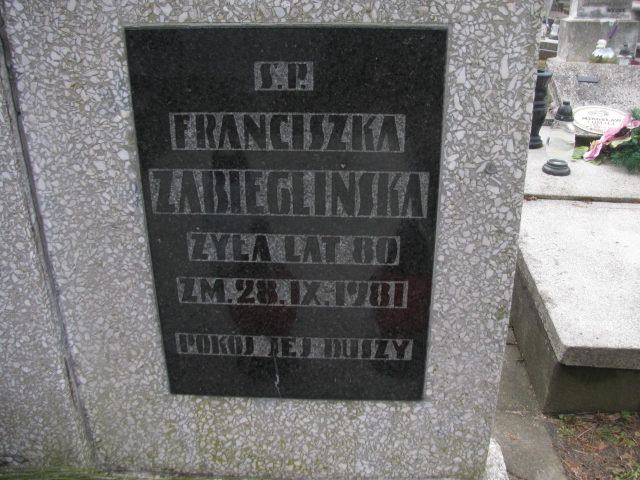 Ś.P.
FRANCISZKA
ZABIEGLIŃSKA
ŻYŁA LAT 80
ZM. 28.IX.1981
POKÓJ JEJ DUSZY